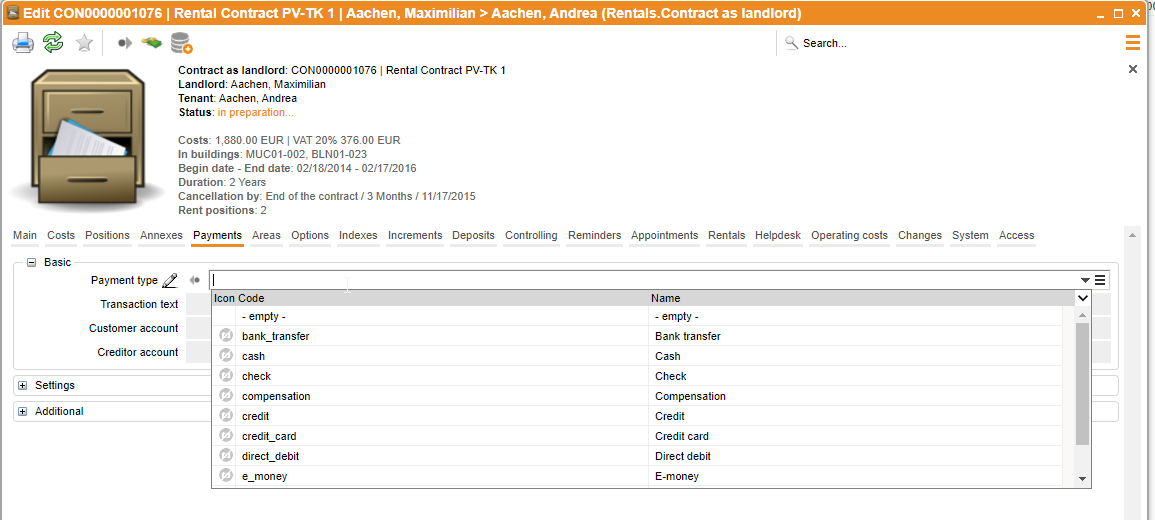 Edit CON0000001076 | Rental Contract PV-TK 1 | Aachen, Maximilian > Aachen, Andrea (Rentals.Contract as landlord)
Search...
Contract as landlord: CON0000001076 | Rental Contract PV-TK 1
Landlord: Aachen, Maximilian
Tenant: Aachen, Andrea
Status: in preparation...
Costs: 1,880.00 EUR | VAT 20% 376.00 EUR
In buildings: MUC01-002, BLN01-023
Begin date - End date: 02/18/2014 - 02/17/2016
Duration: 2 Years
Cancellation by: End of the contract / 3 Months / 11/17/2015
Rent positions: 2
Main Costs Positions Annexes Payments Areas Options Indexes Increments Deposits Controlling Reminders Appointments Rentals Helpdesk Operating costs Changes System Access
Basic
Payment type
Transaction text
Customer account
Creditor account
Settings
Additional
Icon Code Name
- empty - - empty -
bank_transfer Bank transfer
cash Cash
check Check
compensation Compensation
credit Credit
credit_card Credit card
direct_debit Direct debit
e_money E-money